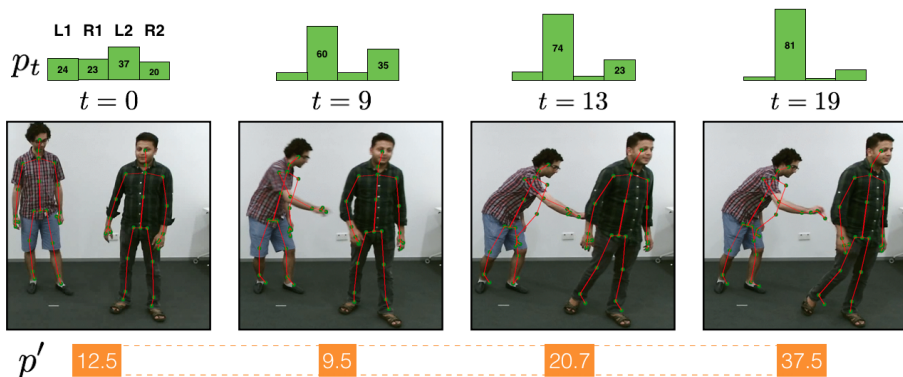 L1 R1 L2 R2
p_t 24 23 37 20 60 35 74 23 81
t = 0 t = 9 t = 13 t = 19
p′ 12.5 9.5 20.7 37.5